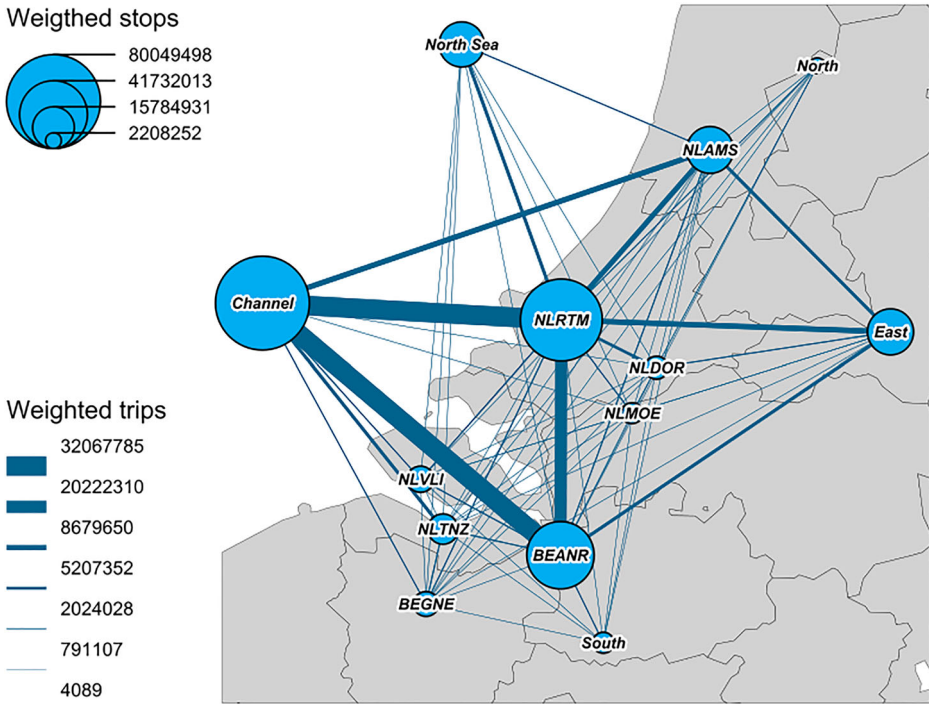 Weigthed stops
80049498
41732013
15784931
2208252
North Sea
North
NLAMS
Channel
NLRTM
East
NLDOR
NLMOE
Weighted trips
32067785
20222310
8679650
5207352
2024028
791107
4089
NLVLI
NLTNZ
BEANR
BEGNE
South